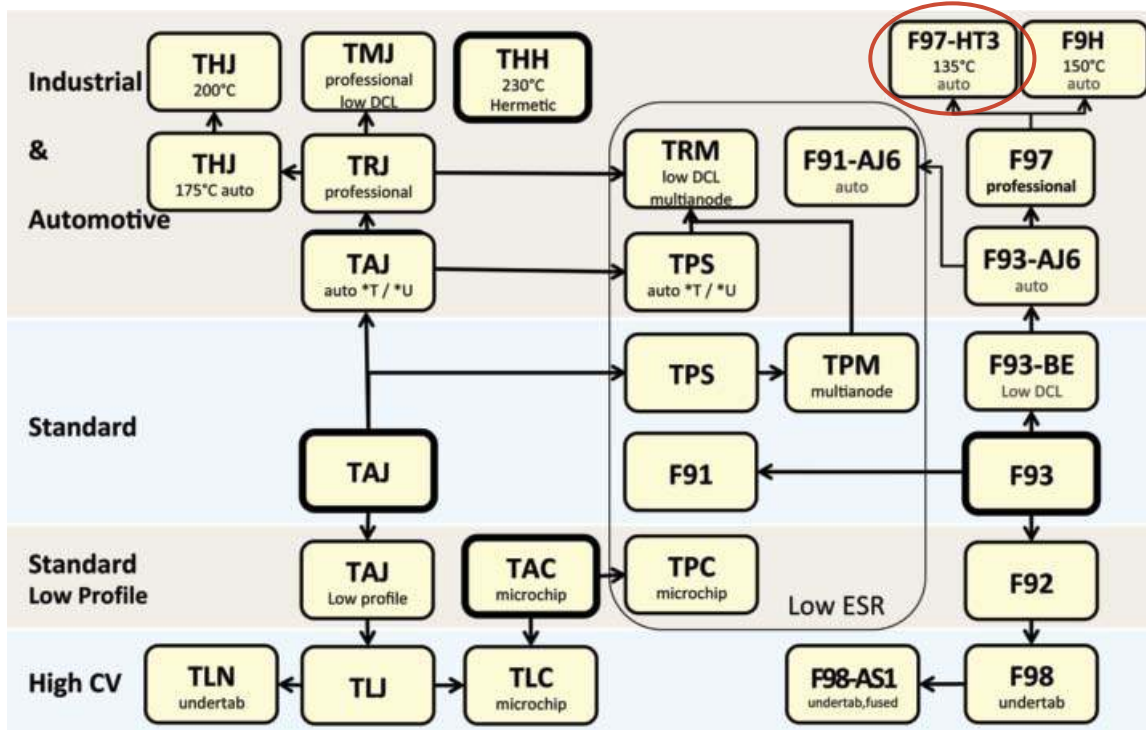 Industrial
&
Automotive
THJ
200°C
TMJ
professional
low DCL
THH
230°C
Hermetic
F97-HT3
135°C
auto
F9H
150°C
auto
THJ
175°C auto
TRJ
professional
TRM
low DCL
multianode
F91-AJ6
auto
F97
professional
TAJ
auto *T / *U
TPS
auto *T / *U
F93-AJ6
auto
Standard
TPS
TPM
multianode
F93-BE
Low DCL
TAJ
F91
F93
Standard
Low Profile
TAJ
Low profile
TAC
microchip
TPC
microchip
Low ESR
F92
High CV
TLN
undertab
TLJ
TLC
microchip
F98-AS1
undertab,fused
F98
undertab